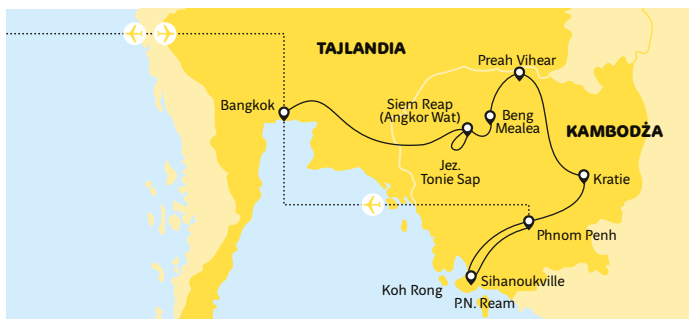 TAJLANDIA
Preah Vihear
Bangkok
Siem Reap
(Angkor Wat)
Beng
Mealea
KAMBODŻA
Jez.
Tonie Sap
Kratie
Phnom Penh
Koh Rong
Sihanoukville
P.N. Ream